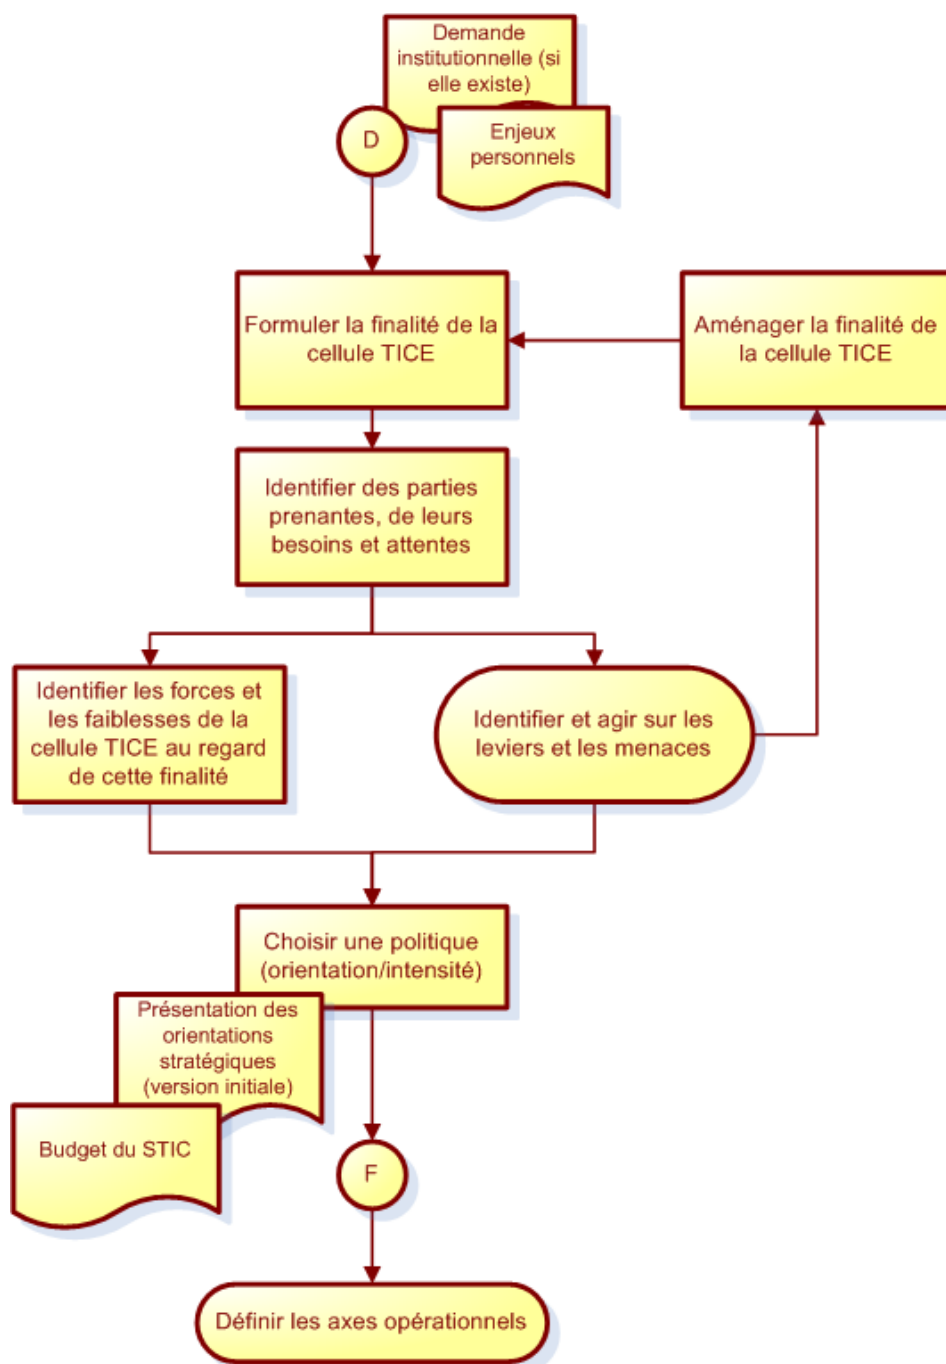 Demande
institutionnelle (si
elle existe)
D
Enjeux
personnels
Formuler la finalité de la
cellule TICE
Aménager la finalité de
la cellule TICE
Identifier des parties
prenantes, de leurs
besoins et attentes
Identifier les forces et
les faiblesses de la
cellule TICE au regard
de cette finalité
Identifier et agir sur les
leviers et les menaces
Choisir une politique
(orientation/intensité)
Présentation des
orientations
stratégiques
(version initiale)
Budget du STIC
F
Définir les axes opérationnels